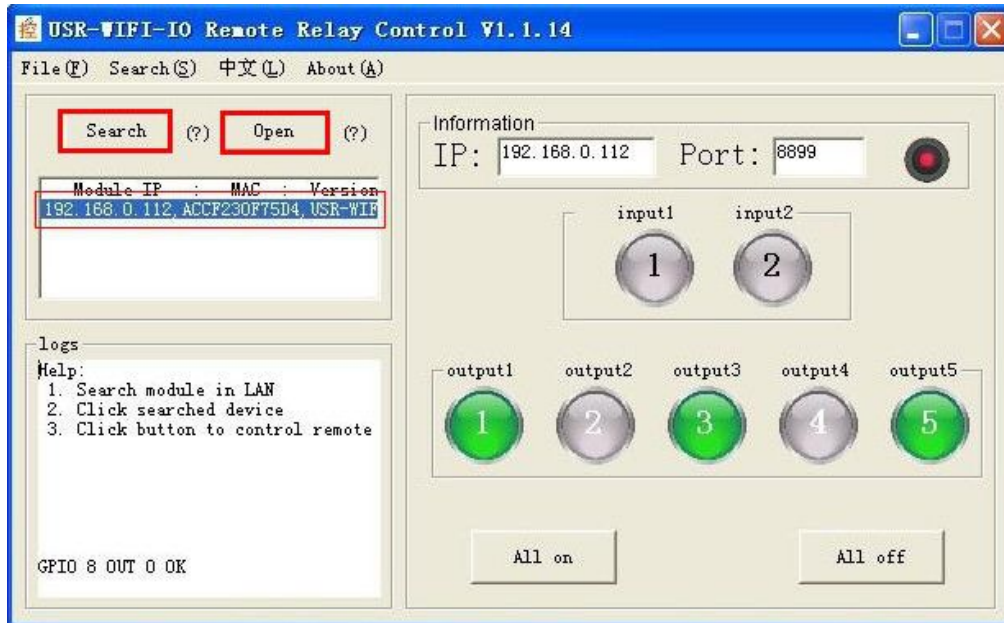 控 USR-WIFI-IO Remote Relay Control V1.1.14
File(F) Search(S) 中文(L) About(A)
Search (?) Open (?)
Module IP : MAC : Version
192.168.0.112, ACCF230F75D4, USR-WIF
logs
Help:
1. Search module in LAN
2. Click searched device
3. Click button to control remote
GPIO 8 OUT 0 OK
Information
IP: 192.168.0.112 Port: 8899
input1 input2
1 2
output1 output2 output3 output4 output5
1 2 3 4 5
All on All off